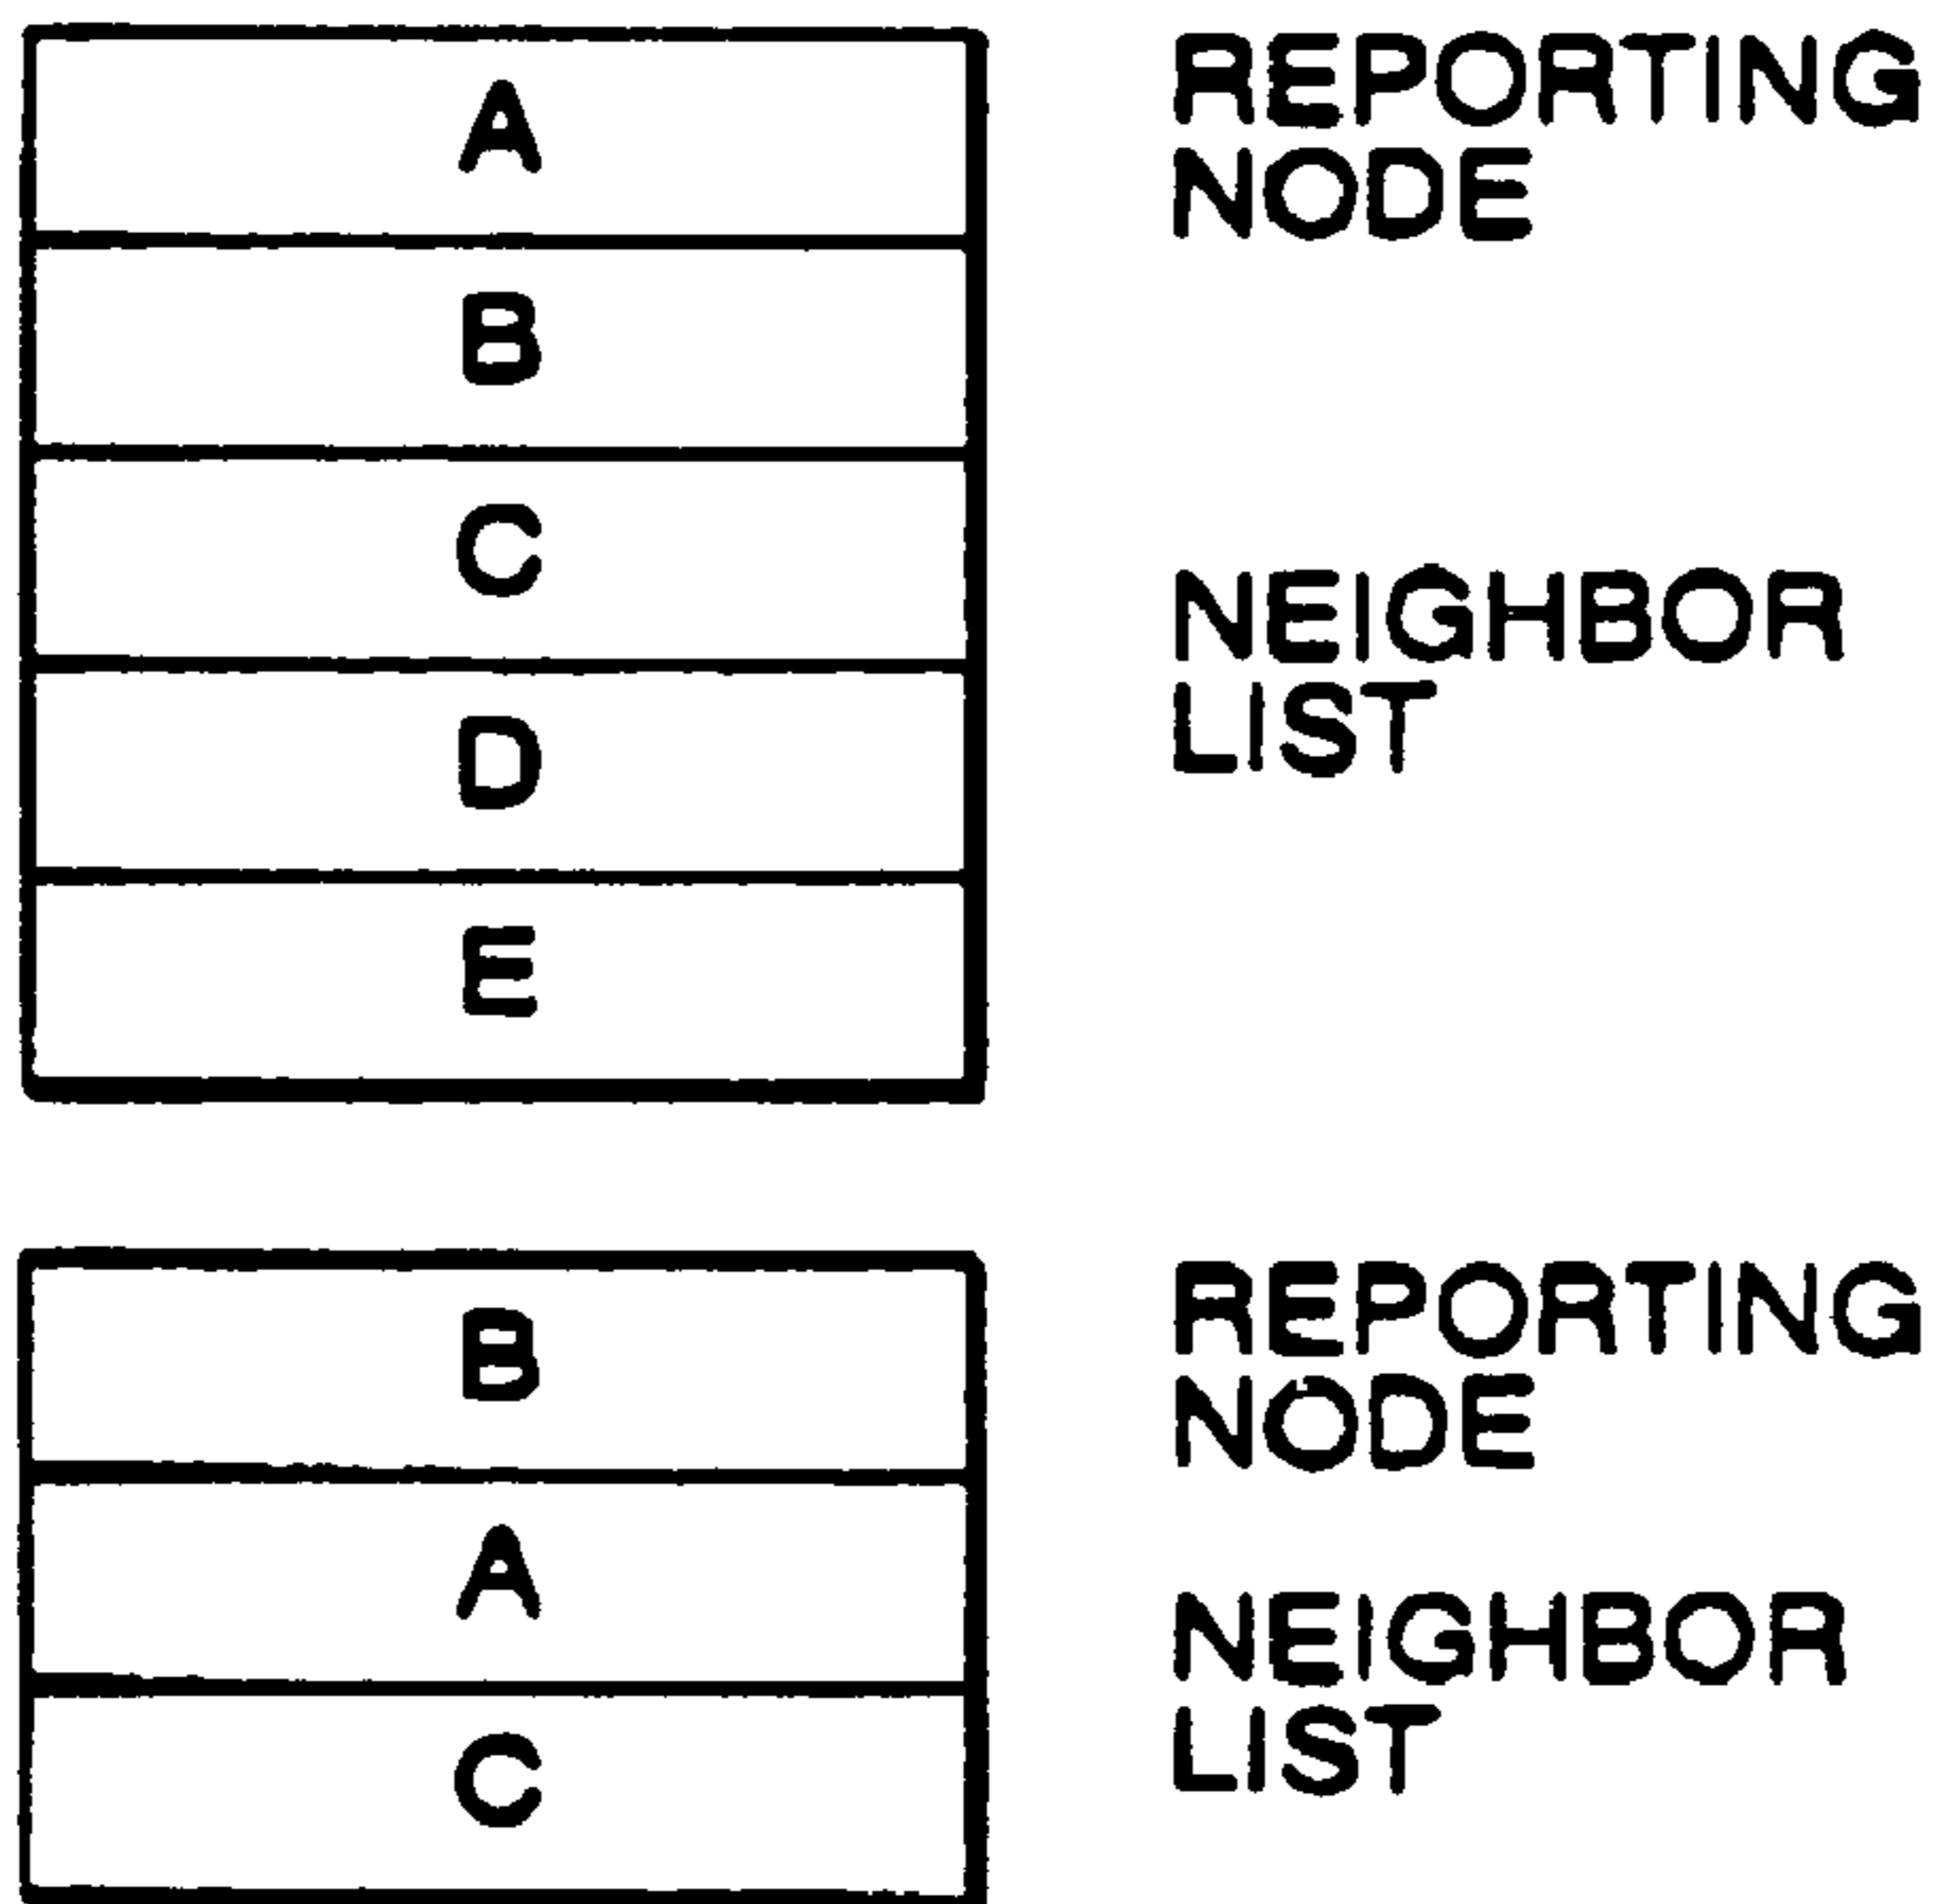 A
REPORTING
NODE
B
C
NEIGHBOR
LIST
D
E
B
REPORTING
NODE
A
NEIGHBOR
LIST
C